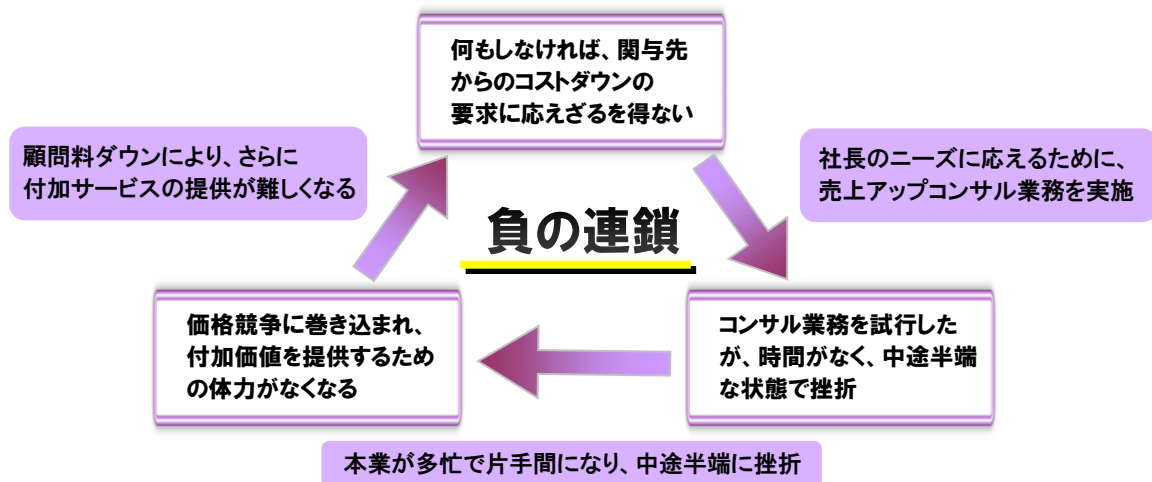 何もしなければ、関与先
からのコストダウンの
要求に応えざるを得ない
顧問料ダウンにより、さらに
付加サービスの提供が難しくなる
社長のニーズに応えるために、
売上アップコンサル業務を実施
負の連鎖
価格競争に巻き込まれ、
付加価値を提供するため
の体力がなくなる
コンサル業務を試行した
が、時間がなく、中途半端
な状態で挫折
本業が多忙で片手間になり、中途半端に挫折